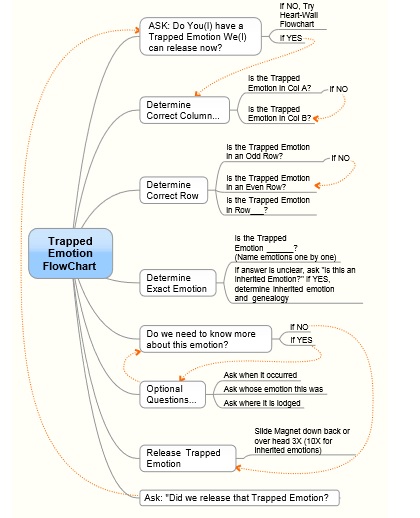 If NO, Try
Heart-Wall
Flowchart
If YES
ASK: Do You(I) have a
Trapped Emotion We(I)
can release now?
Is the Trapped
Emotion in Col A?
If NO
Is the Trapped
Emotion in Col B?
Determine
Correct Column...
Is the Trapped Emotion
in an Odd Row?
If NO
Is the Trapped Emotion
in an Even Row?
Is the Trapped Emotion
in Row___?
Determine
Correct Row
Trapped
Emotion
FlowChart
Is the Trapped
Emotion ______?
(Name emotions one by one)
If answer is unclear, ask "Is this an
Inherited Emotion?" If YES,
determine Inherited emotion
and genealogy
Determine
Exact Emotion
Do we need to know more
about this emotion?
If NO
If YES
Ask when it occurred
Ask whose emotion this was
Ask where it is lodged
Optional
Questions...
Slide Magnet down back or
over head 3X (10X for
Inherited emotions)
Release Trapped
Emotion
Ask: "Did we release that Trapped Emotion?